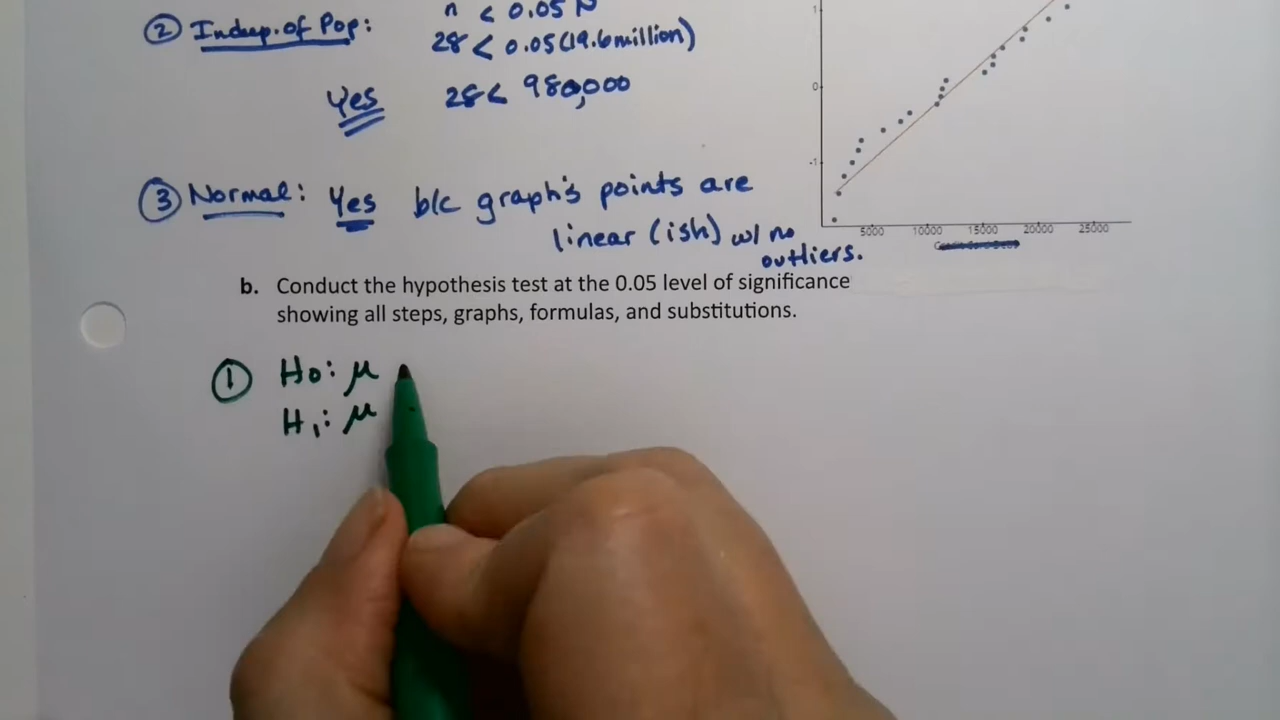 ② Indep. of Pop: n < 0.05 N
28 < 0.05(19.6 million)
Yes 28 < 980,000
③ Normal: Yes b/c graph's points are
linear (ish) w/ no
outliers.
1
0
-1
5000 10000 15000 20000 25000
b. Conduct the hypothesis test at the 0.05 level of significance
showing all steps, graphs, formulas, and substitutions.
① H0: μ
H1: μ